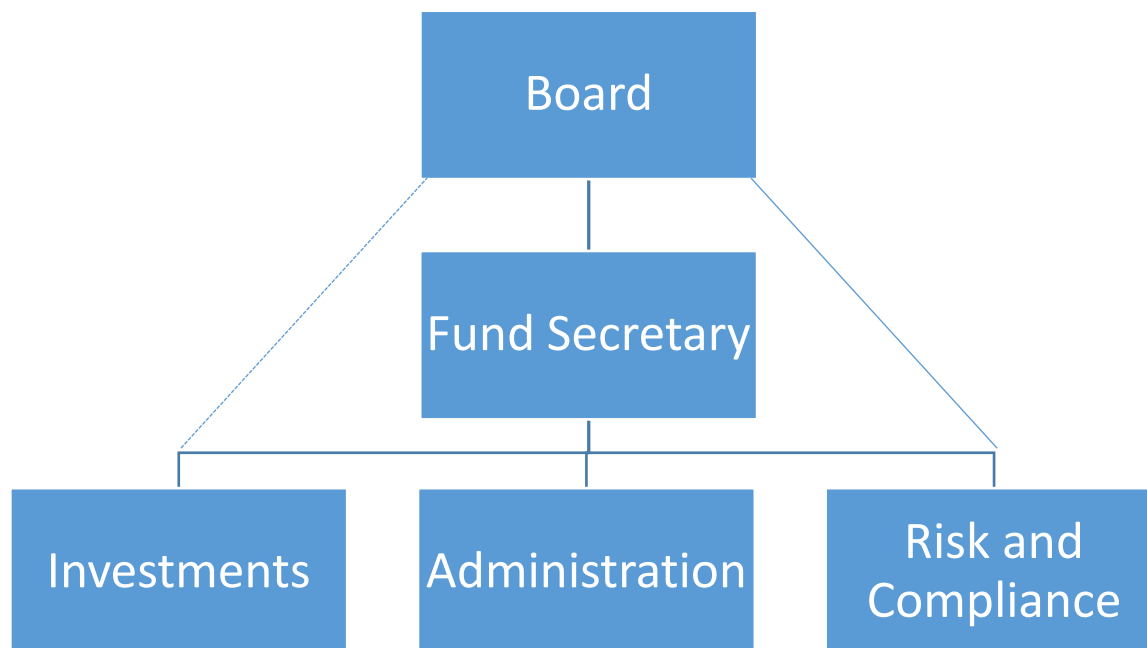 Board
Fund Secretary
Investments
Administration
Risk and
Compliance